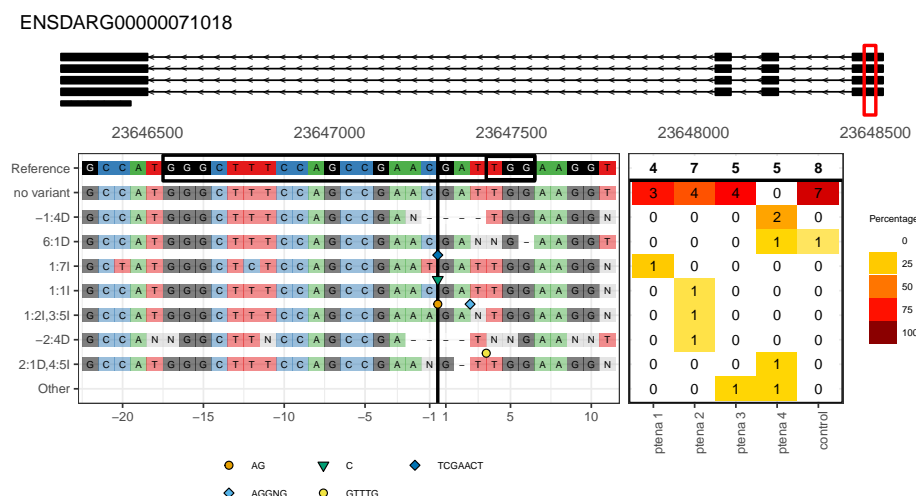 ENSDARG00000071018
23646500 23647000 23647500 23648000 23648500
Reference G C C A T G G G C T T T C C A G C C G A A C G A T T G G A A G G T 4 7 5 5 8
no variant G C C A T G G G C T T T C C A G C C G A A C G A T T G G A A G G T 3 4 4 0 7
−1:4D G C C A T G G G C T T T C C A G C C G A N - - - - T G G A A G G N 0 0 0 2 0
6:1D G C C A T G G G C T T T C C A G C C G A A C G A N N G - A A G G T 0 0 0 1 1
1:7I G C T A T G G G C T C T C C A G C C G A A T G A T T G G A A G G N 1 0 0 0 0
1:1I G C C A T G G G C T T T C C A G C C G A A C G A T T G G A A G G N 0 1 0 0 0
1:2I,3:5I G C C A T G G G C T T T C C A G C C G A A A G A N T G G A A G G N 0 1 0 0 0
−2:4D G C C A N N G G C T T N C C A G C C G A - - - - T N N G A A N N T 0 1 0 0 0
2:1D,4:5I G C C A T G G G C T T T C C A G C C G A A N G - T T G G A A G G N 0 0 0 1 0
Other 0 0 1 1 0
−20 −15 −10 −5 −1 1 5 10
ptena 1 ptena 2 ptena 3 ptena 4 control
Percentage
0
25
50
75
100
AG C TCGAACT
AGGNG GTTTG